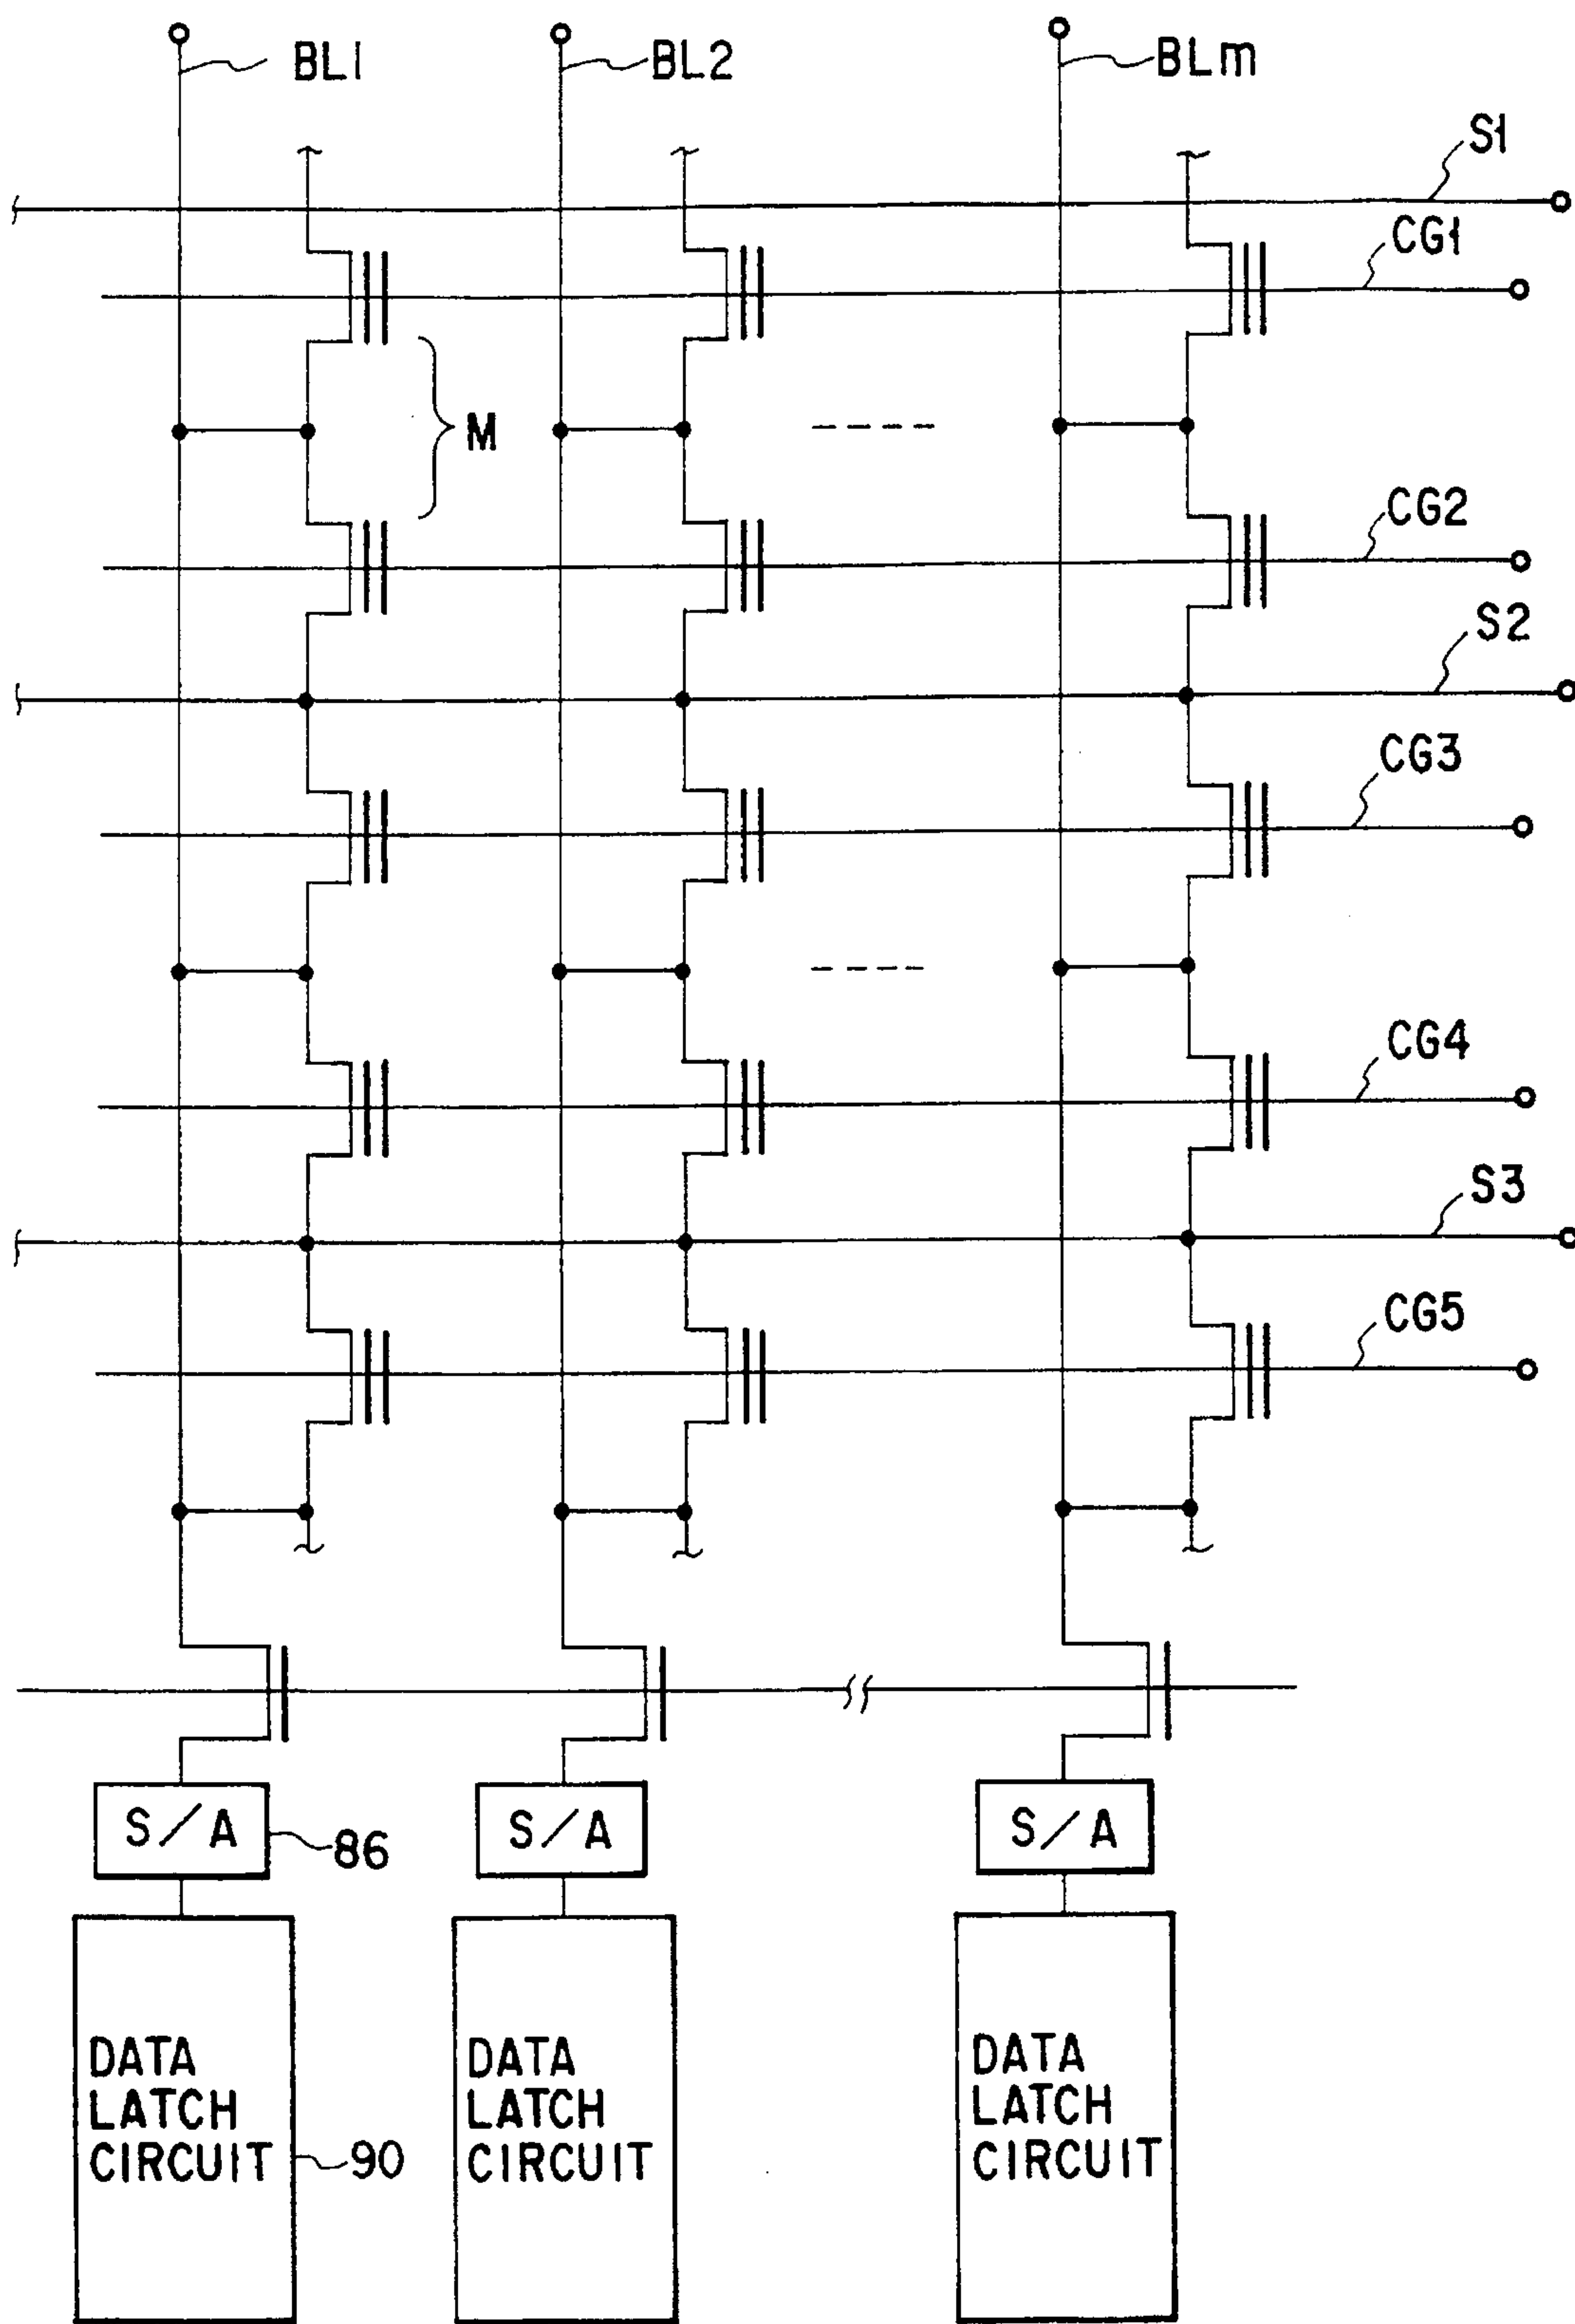 BL1
BL2
BLm
S1
CG1
M
CG2
S2
CG3
CG4
S3
CG5
S/A
86
S/A
S/A
DATA
LATCH
CIRCUIT
90
DATA
LATCH
CIRCUIT
DATA
LATCH
CIRCUIT